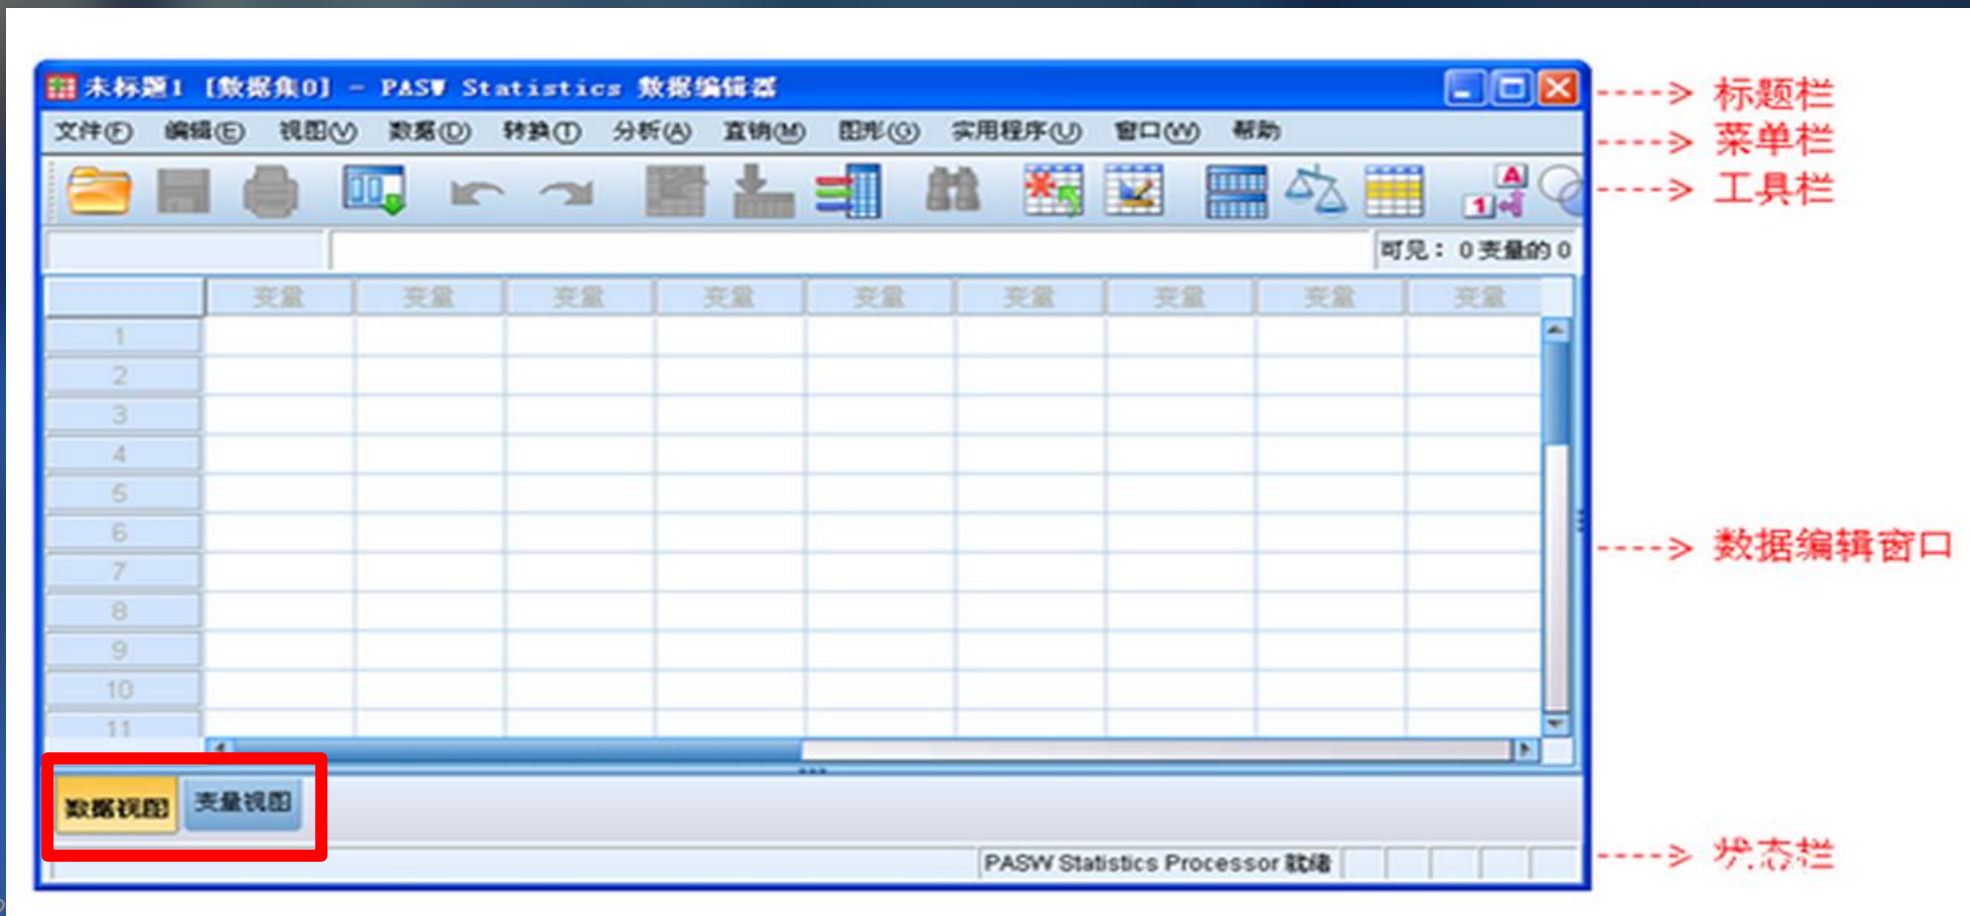 未标题1 [数据集0] - PASW Statistics 数据编辑器
标题栏
文件(F) 编辑(E) 视图(V) 数据(D) 转换(T) 分析(A) 直销(M) 图形(G) 实用程序(U) 窗口(W) 帮助
菜单栏
A
1
工具栏
可见： 0变量的 0
变量 变量 变量 变量 变量 变量 变量 变量 变量
1
2
3
4
5
6
数据编辑窗口
7
8
9
10
11
数据视图 变量视图
PASW Statistics Processor 就绪
状态栏